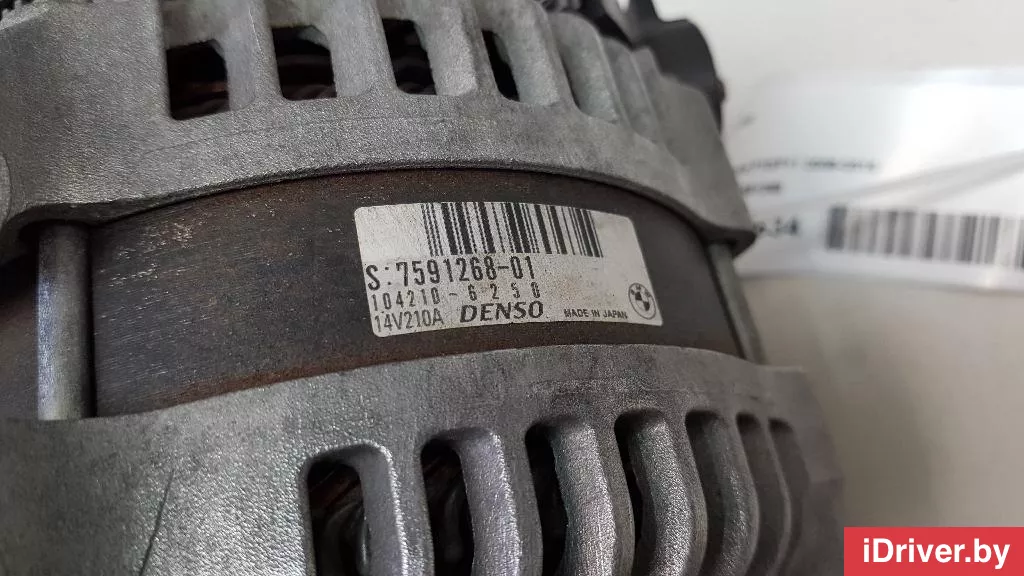 S:7591268-01
104210-6250
14V210A DENSO MADE IN JAPAN
iDriver.by